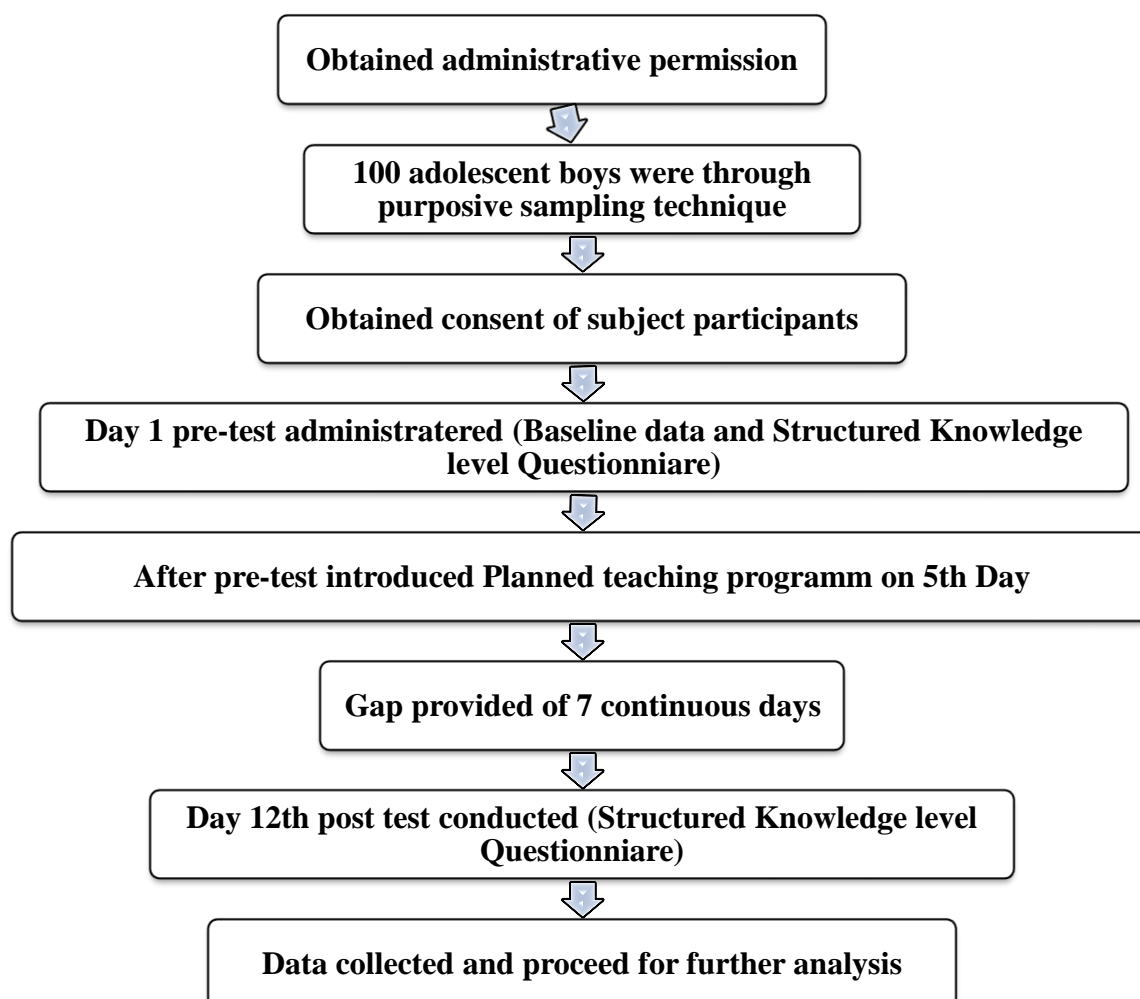 Obtained administrative permission
100 adolescent boys were through
purposive sampling technique
Obtained consent of subject participants
Day 1 pre-test administratered (Baseline data and Structured Knowledge
level Questionniare)
After pre-test introduced Planned teaching programm on 5th Day
Gap provided of 7 continuous days
Day 12th post test conducted (Structured Knowledge level
Questionniare)
Data collected and proceed for further analysis